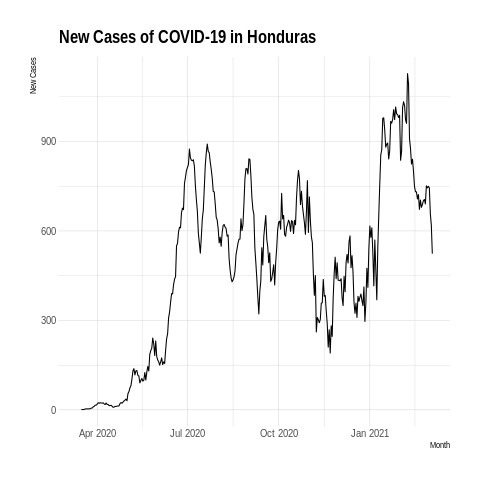 New Cases of COVID-19 in Honduras
New Cases
900
600
300
0
Apr 2020 Jul 2020 Oct 2020 Jan 2021
Month